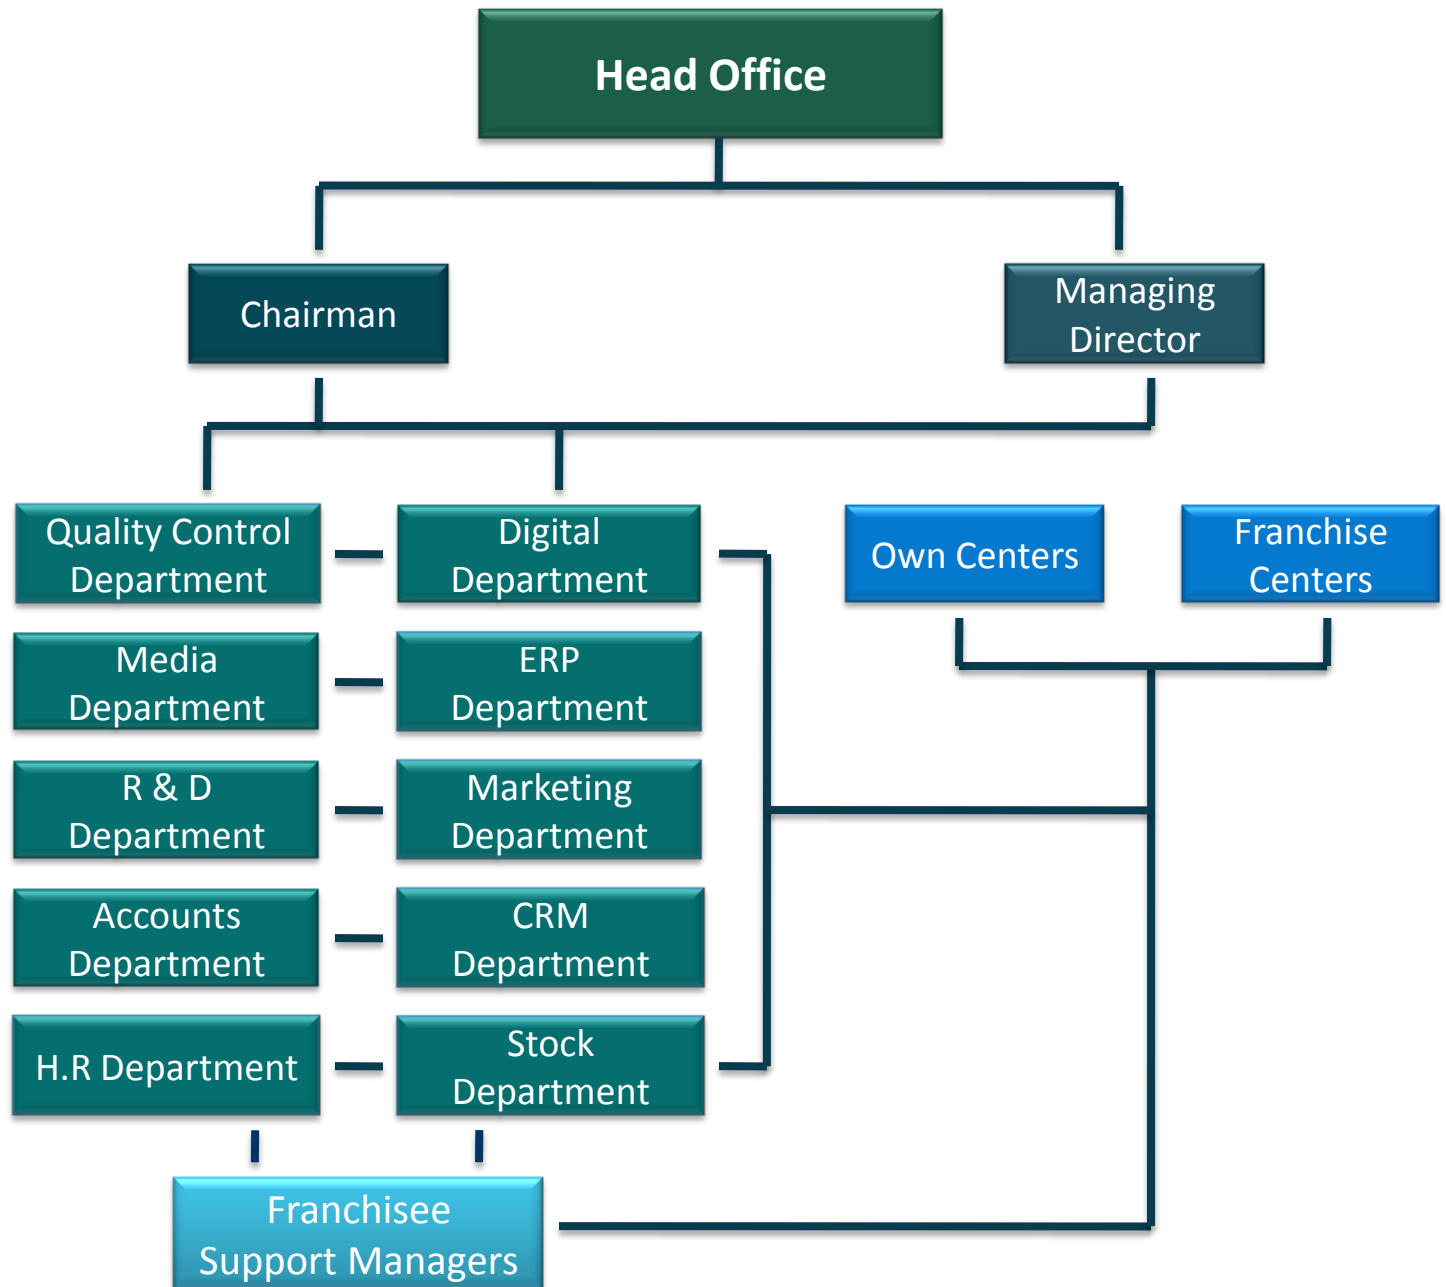 Head Office
Chairman
Managing
Director
Quality Control
Department
Digital
Department
Own Centers
Franchise
Centers
Media
Department
ERP
Department
R & D
Department
Marketing
Department
Accounts
Department
CRM
Department
H.R Department
Stock
Department
Franchisee
Support Managers